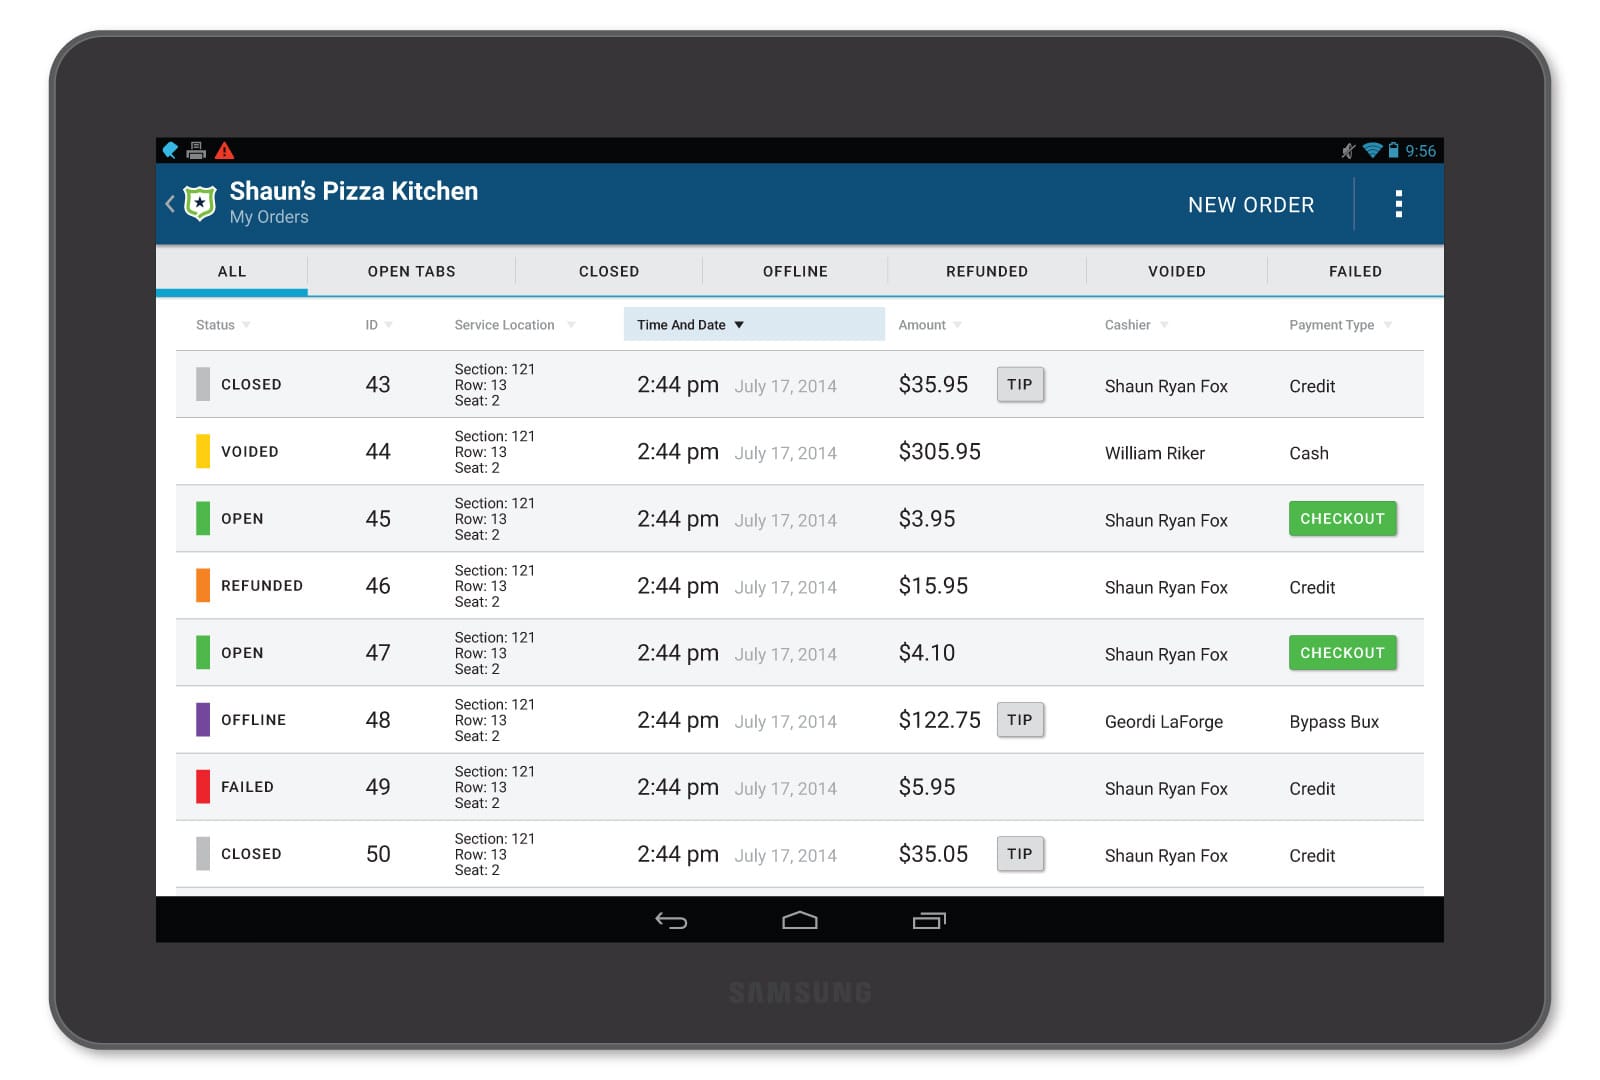 9:56
Shaun's Pizza Kitchen
My Orders
NEW ORDER
ALL OPEN TABS CLOSED OFFLINE REFUNDED VOIDED FAILED
Status ID Service Location Time And Date Amount Cashier Payment Type
CLOSED 43 Section: 121 Row: 13 Seat: 2 2:44 pm July 17, 2014 $35.95 TIP Shaun Ryan Fox Credit
VOIDED 44 Section: 121 Row: 13 Seat: 2 2:44 pm July 17, 2014 $305.95 William Riker Cash
OPEN 45 Section: 121 Row: 13 Seat: 2 2:44 pm July 17, 2014 $3.95 Shaun Ryan Fox CHECKOUT
REFUNDED 46 Section: 121 Row: 13 Seat: 2 2:44 pm July 17, 2014 $15.95 Shaun Ryan Fox Credit
OPEN 47 Section: 121 Row: 13 Seat: 2 2:44 pm July 17, 2014 $4.10 Shaun Ryan Fox CHECKOUT
OFFLINE 48 Section: 121 Row: 13 Seat: 2 2:44 pm July 17, 2014 $122.75 TIP Geordi LaForge Bypass Bux
FAILED 49 Section: 121 Row: 13 Seat: 2 2:44 pm July 17, 2014 $5.95 Shaun Ryan Fox Credit
CLOSED 50 Section: 121 Row: 13 Seat: 2 2:44 pm July 17, 2014 $35.05 TIP Shaun Ryan Fox Credit
SAMSUNG